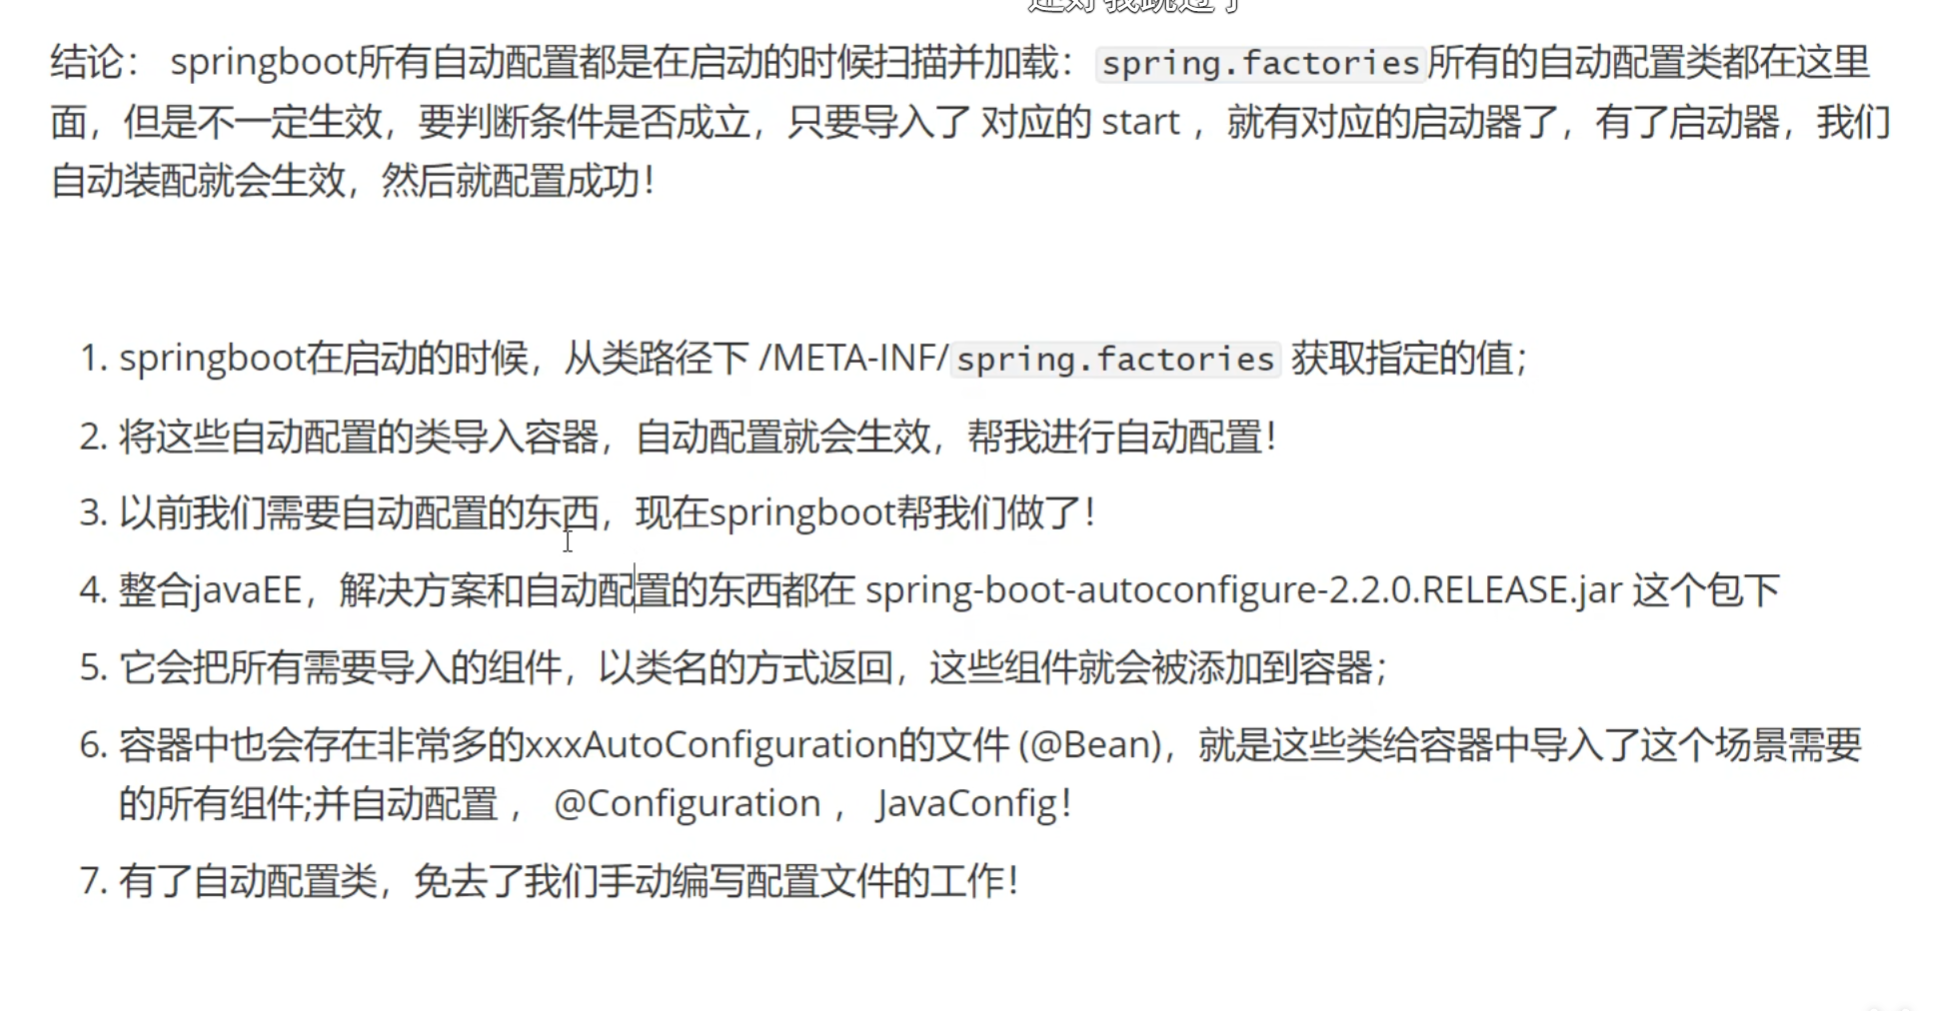 结论： springboot所有自动配置都是在启动的时候扫描并加载：spring.factories所有的自动配置类都在这里
面，但是不一定生效，要判断条件是否成立，只要导入了 对应的 start ，就有对应的启动器了，有了启动器，我们
自动装配就会生效，然后就配置成功！
1. springboot在启动的时候，从类路径下 /META-INF/spring.factories 获取指定的值；
2. 将这些自动配置的类导入容器，自动配置就会生效，帮我进行自动配置！
3. 以前我们需要自动配置的东西，现在springboot帮我们做了！
4. 整合javaEE，解决方案和自动配置的东西都在 spring-boot-autoconfigure-2.2.0.RELEASE.jar 这个包下
5. 它会把所有需要导入的组件，以类名的方式返回，这些组件就会被添加到容器；
6. 容器中也会存在非常多的xxxAutoConfiguration的文件 (@Bean)，就是这些类给容器中导入了这个场景需要
的所有组件;并自动配置 ， @Configuration ， JavaConfig！
7. 有了自动配置类，免去了我们手动编写配置文件的工作！